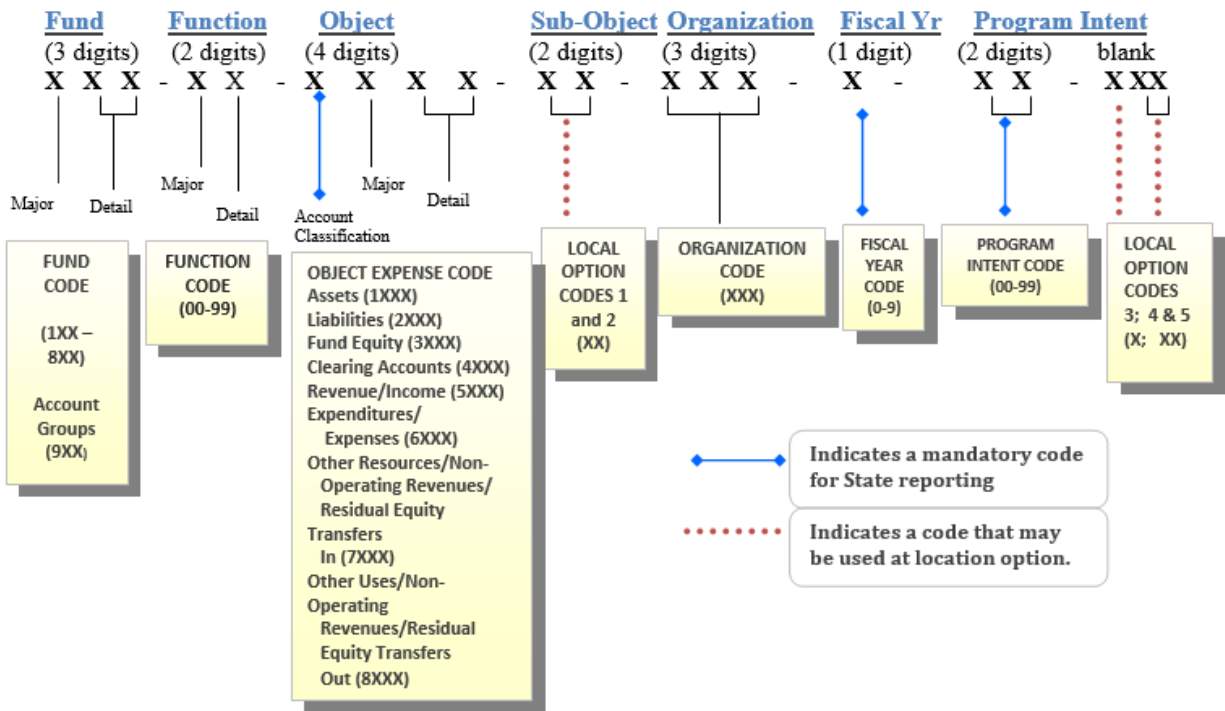 Fund Function Object Sub-Object Organization Fiscal Yr Program Intent
(3 digits) (2 digits) (4 digits) (2 digits) (3 digits) (1 digit) (2 digits) blank
X X X - X X - X X X X - X X - X X X - X - X X - X XX
Major
Detail
Major
Detail
Account
Classification
Major
Detail
FUND
CODE
(1XX –
8XX)
Account
Groups
(9XX)
FUNCTION
CODE
(00-99)
OBJECT EXPENSE CODE
Assets (1XXX)
Liabilities (2XXX)
Fund Equity (3XXX)
Clearing Accounts (4XXX)
Revenue/Income (5XXX)
Expenditures/
Expenses (6XXX)
Other Resources/Non-
Operating Revenues/
Residual Equity
Transfers
In (7XXX)
Other Uses/Non-
Operating
Revenues/Residual
Equity Transfers
Out (8XXX)
LOCAL
OPTION
CODES 1
and 2
(XX)
ORGANIZATION
CODE
(XXX)
FISCAL
YEAR
CODE
(0-9)
PROGRAM
INTENT CODE
(00-99)
LOCAL
OPTION
CODES
3; 4 & 5
(X; XX)
Indicates a mandatory code
for State reporting
Indicates a code that may
be used at location option.